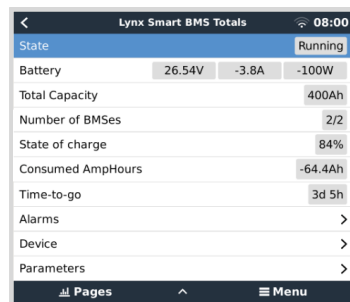 Lynx Smart BMS Totals 08:00
State Running
Battery 26.54V -3.8A -100W
Total Capacity 400Ah
Number of BMSes 2/2
State of charge 84%
Consumed AmpHours -64.4Ah
Time-to-go 3d 5h
Alarms
Device
Parameters
Pages Menu